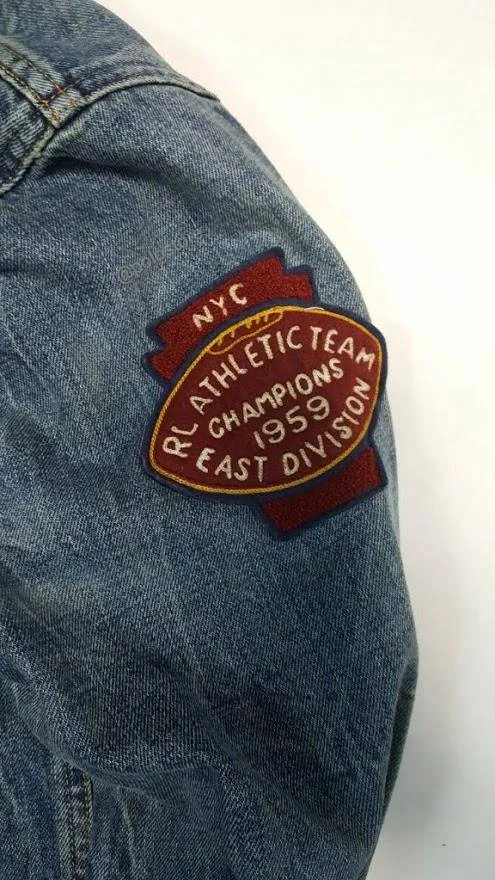 NYC
RL ATHLETIC TEAM
CHAMPIONS
1959
EAST DIVISION